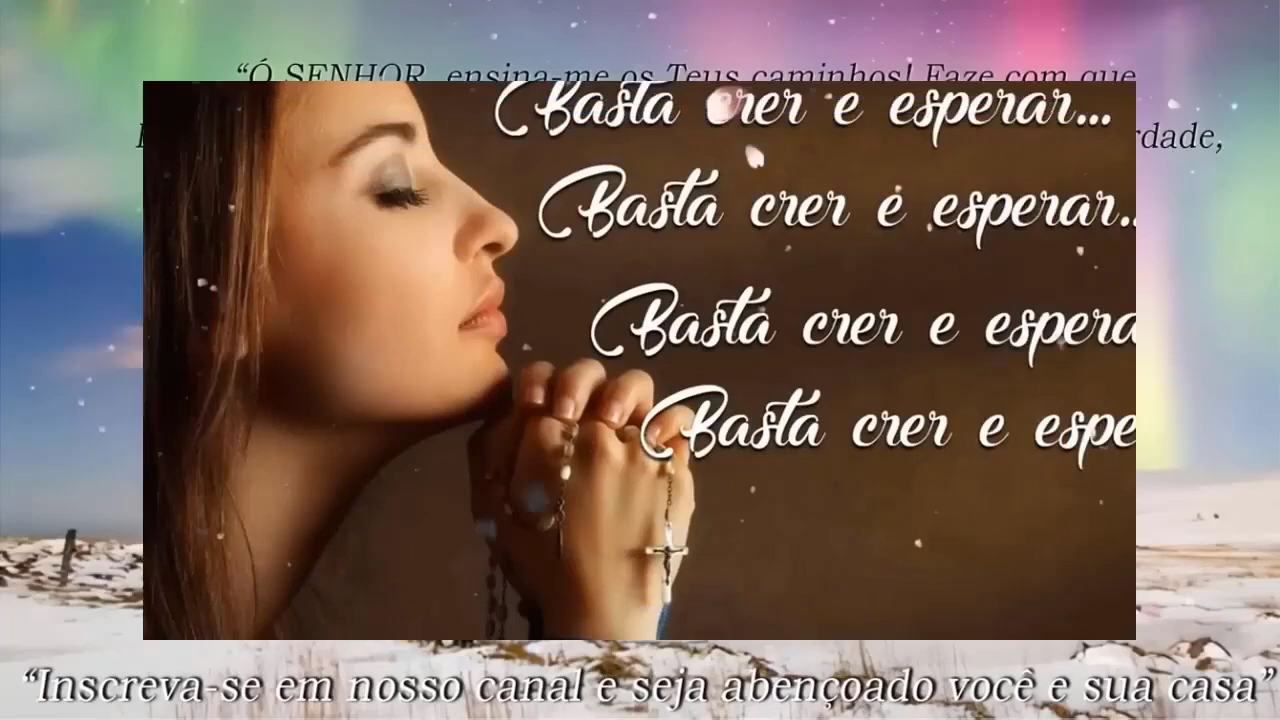 “Ó SENHOR, ensina-me os Teus caminhos! Faze com que
rdade,
Basta crer e esperar...
Basta crer e esperar..
Basta crer e espera
Basta crer e espe
“Inscreva-se em nosso canal e seja abençoado você e sua casa”